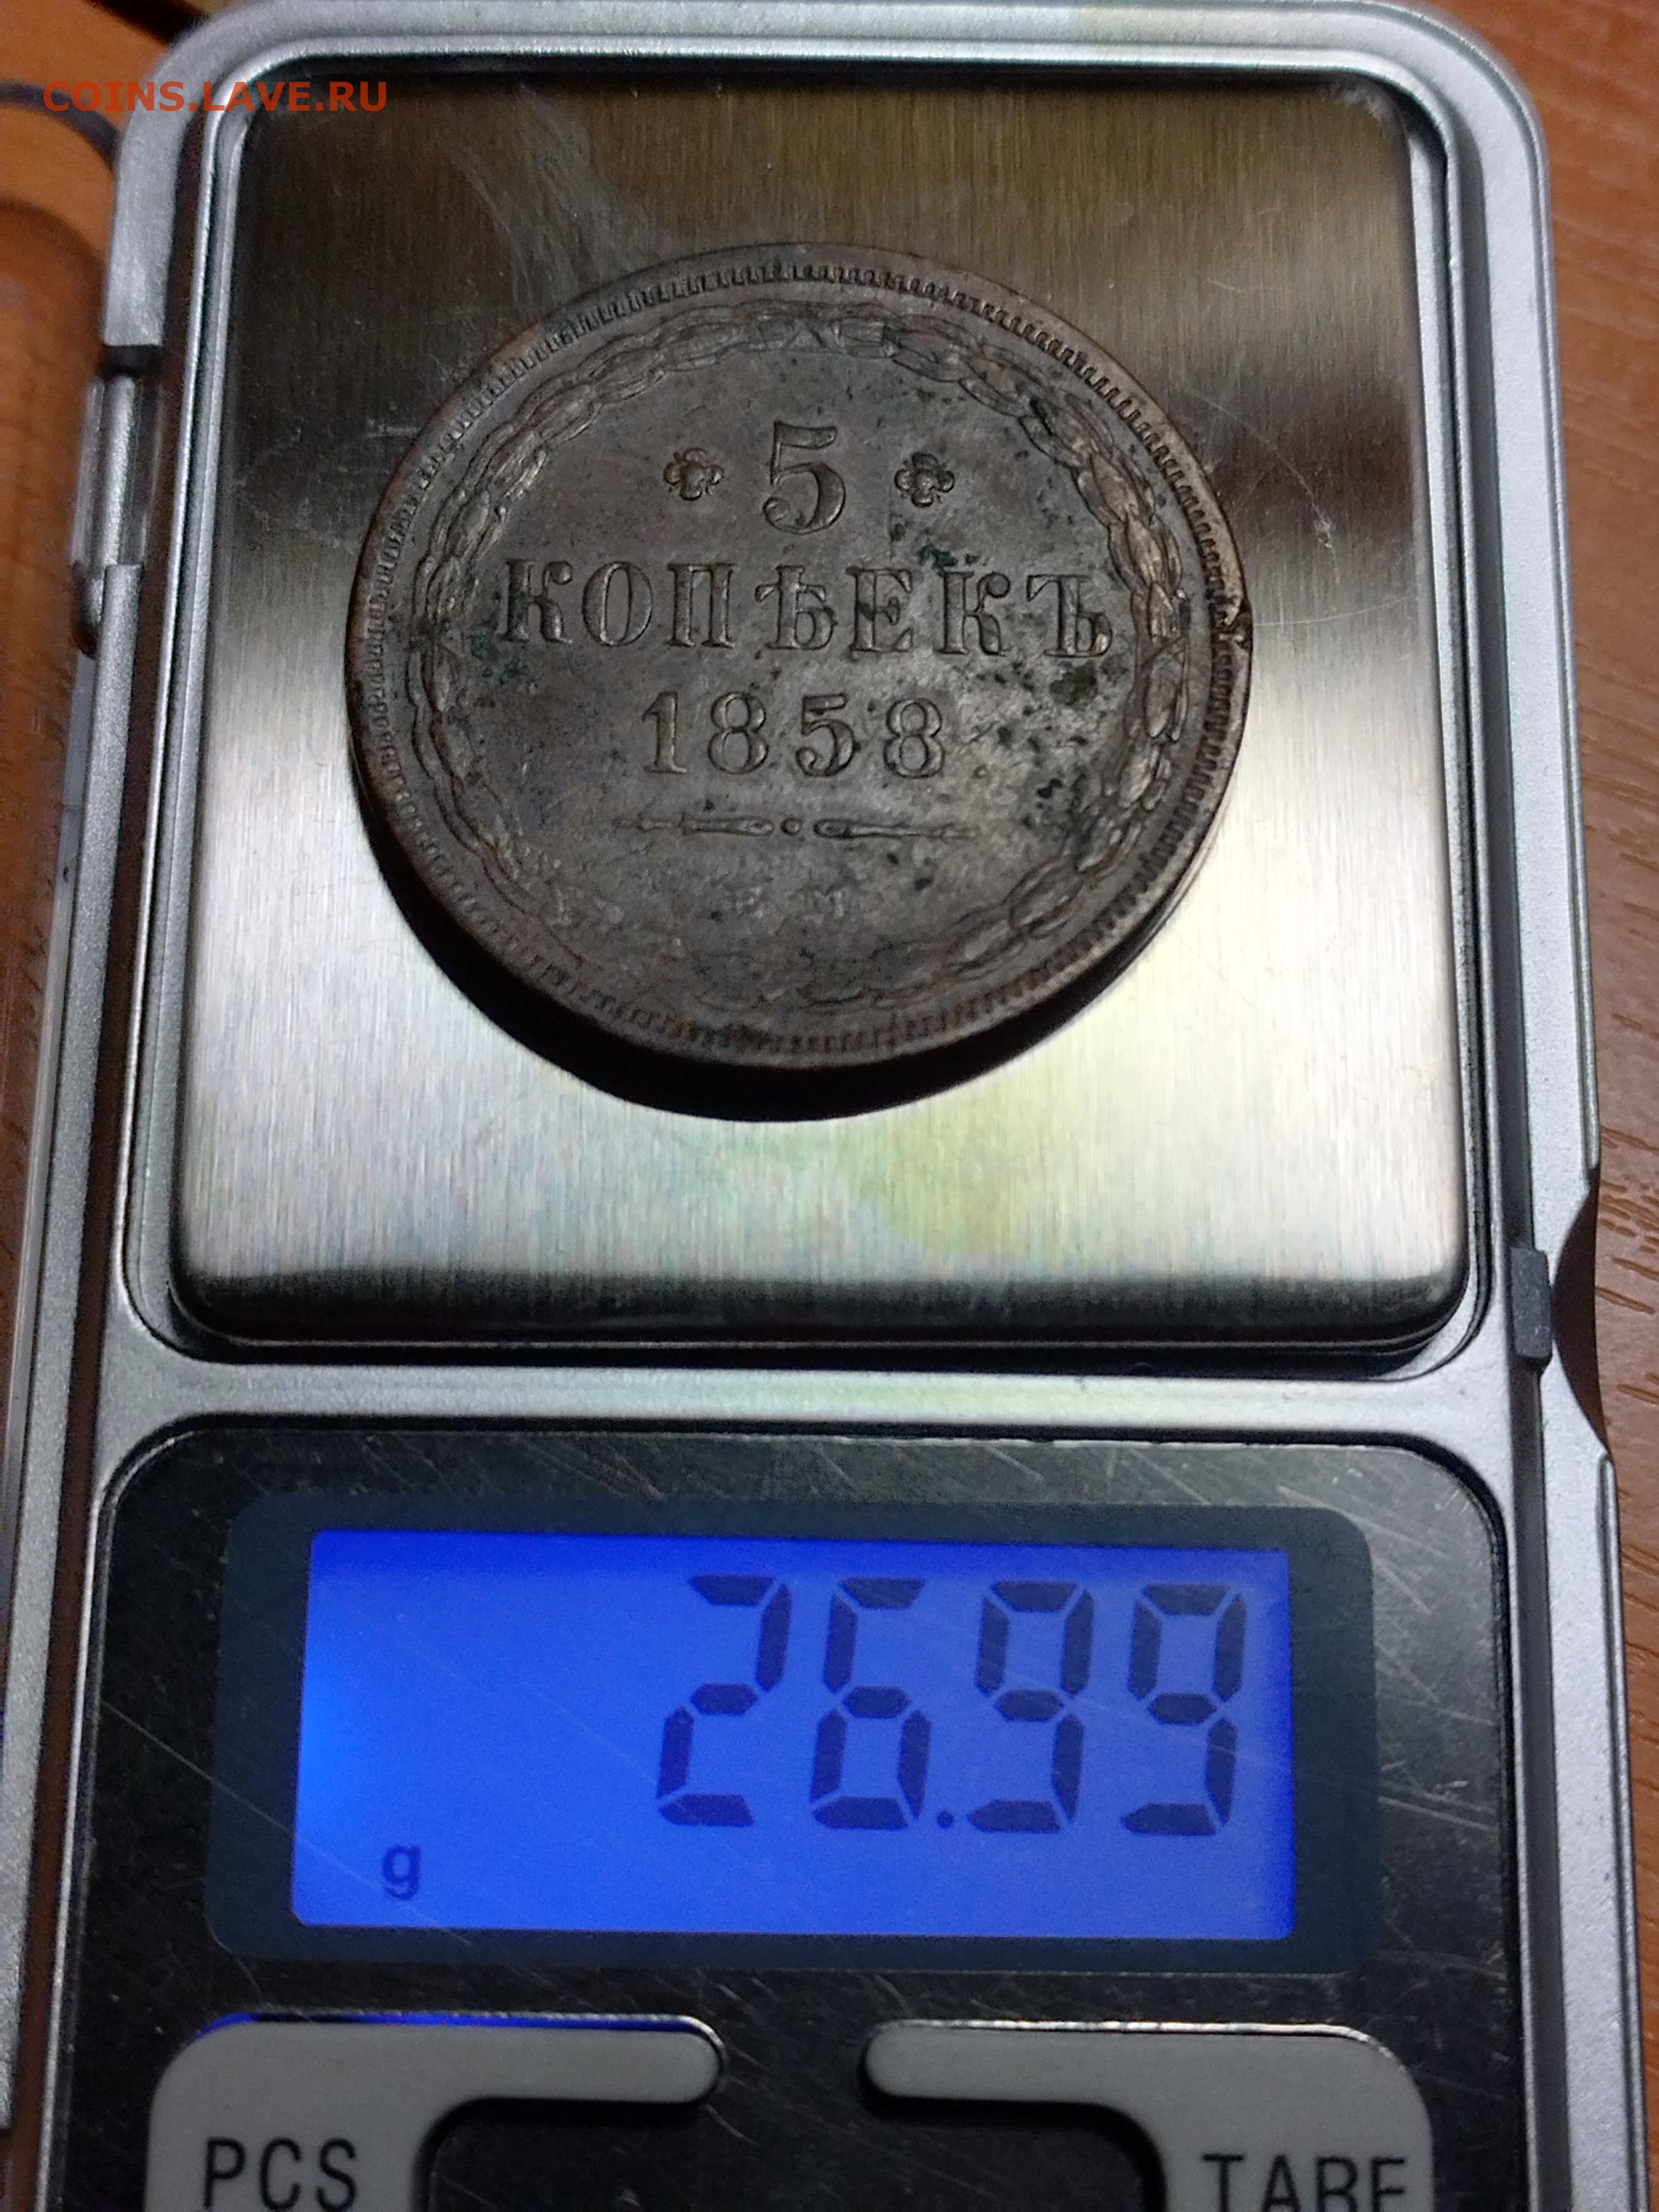 COINS.LAVE.RU
5
КОПѢЕКЪ
1858
Е М
26.99
g
PCS
TARE